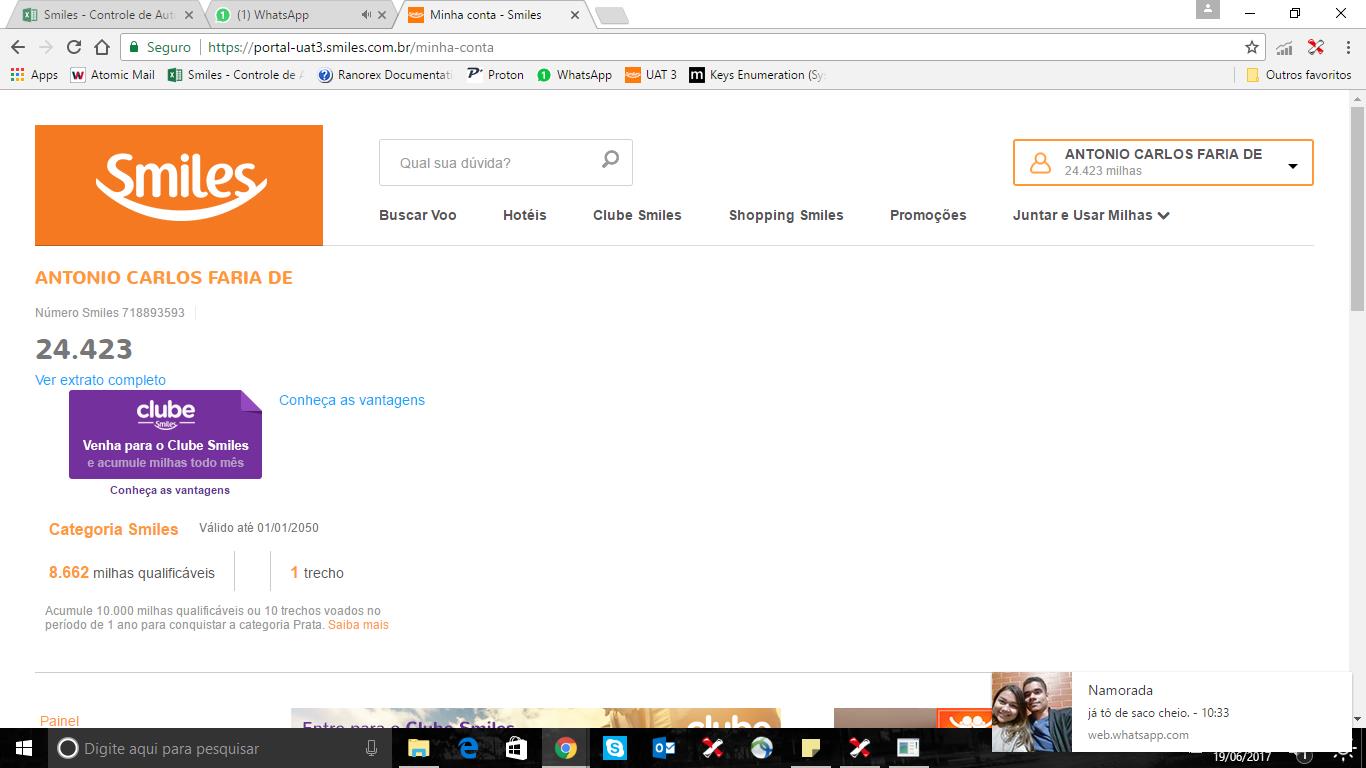 Smiles - Controle de Aut
(1) WhatsApp
Minha conta - Smiles
Seguro
https://portal-uat3.smiles.com.br/minha-conta
Apps
Atomic Mail
Smiles - Controle de A
Ranorex Documentati
Proton
WhatsApp
UAT 3
Keys Enumeration (Sy
Outros favoritos
Smiles
Qual sua dúvida?
ANTONIO CARLOS FARIA DE
24.423 milhas
Buscar Voo
Hotéis
Clube Smiles
Shopping Smiles
Promoções
Juntar e Usar Milhas
ANTONIO CARLOS FARIA DE
Número Smiles 718893593
24.423
Ver extrato completo
clube
Smiles
Venha para o Clube Smiles
e acumule milhas todo mês
Conheça as vantagens
Conheça as vantagens
Categoria Smiles
Válido até 01/01/2050
8.662 milhas qualificáveis
1 trecho
Acumule 10.000 milhas qualificáveis ou 10 trechos voados no
período de 1 ano para conquistar a categoria Prata. Saiba mais
Painel
Entre para o Clube Smiles
clube
Namorada
já tô de saco cheio. - 10:33
web.whatsapp.com
Digite aqui para pesquisar
19/06/2017
1